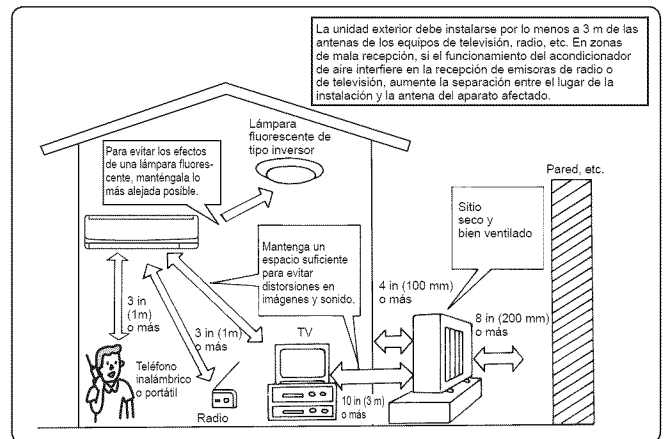 La unidad exterior debe instalarse por lo menos a 3 m de las
antenas de los equipos de televisión, radio, etc. En zonas
de mala recepción, si el funcionamiento del acondicionador
de aire interfiere en la recepción de emisoras de radio o
de televisión, aumente la separación entre el lugar de la
instalación y la antena del aparato afectado.
Lámpara
fluorescente de
tipo inversor
Para evitar los efectos
de una lámpara fluores-
cente, manténgala lo
más alejada posible.
Pared, etc.
Sitio
seco y
bien ventilado
Mantenga un
espacio suficiente
para evitar
distorsiones en
imágenes y sonido.
4 in (100 mm)
o más
8 in (200 mm)
o más
3 in
(1m)
o más
3 in (1m)
o más
TV
Teléfono
inalámbrico
o portátil
Radio
10 in (3 m)
o más